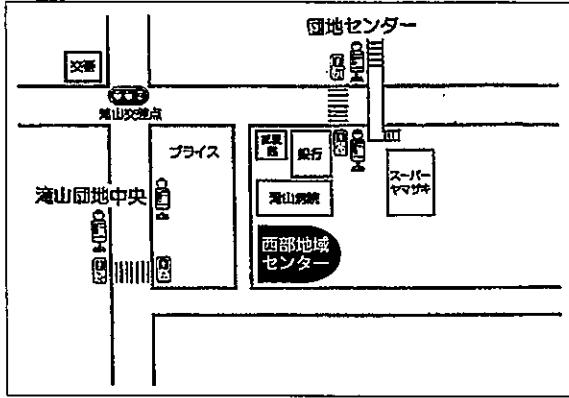 団地センター
交番
滝山交差点
プライス
銀行
滝山病院
スーパー
ヤマザキ
滝山団地中央
西部地域
センター